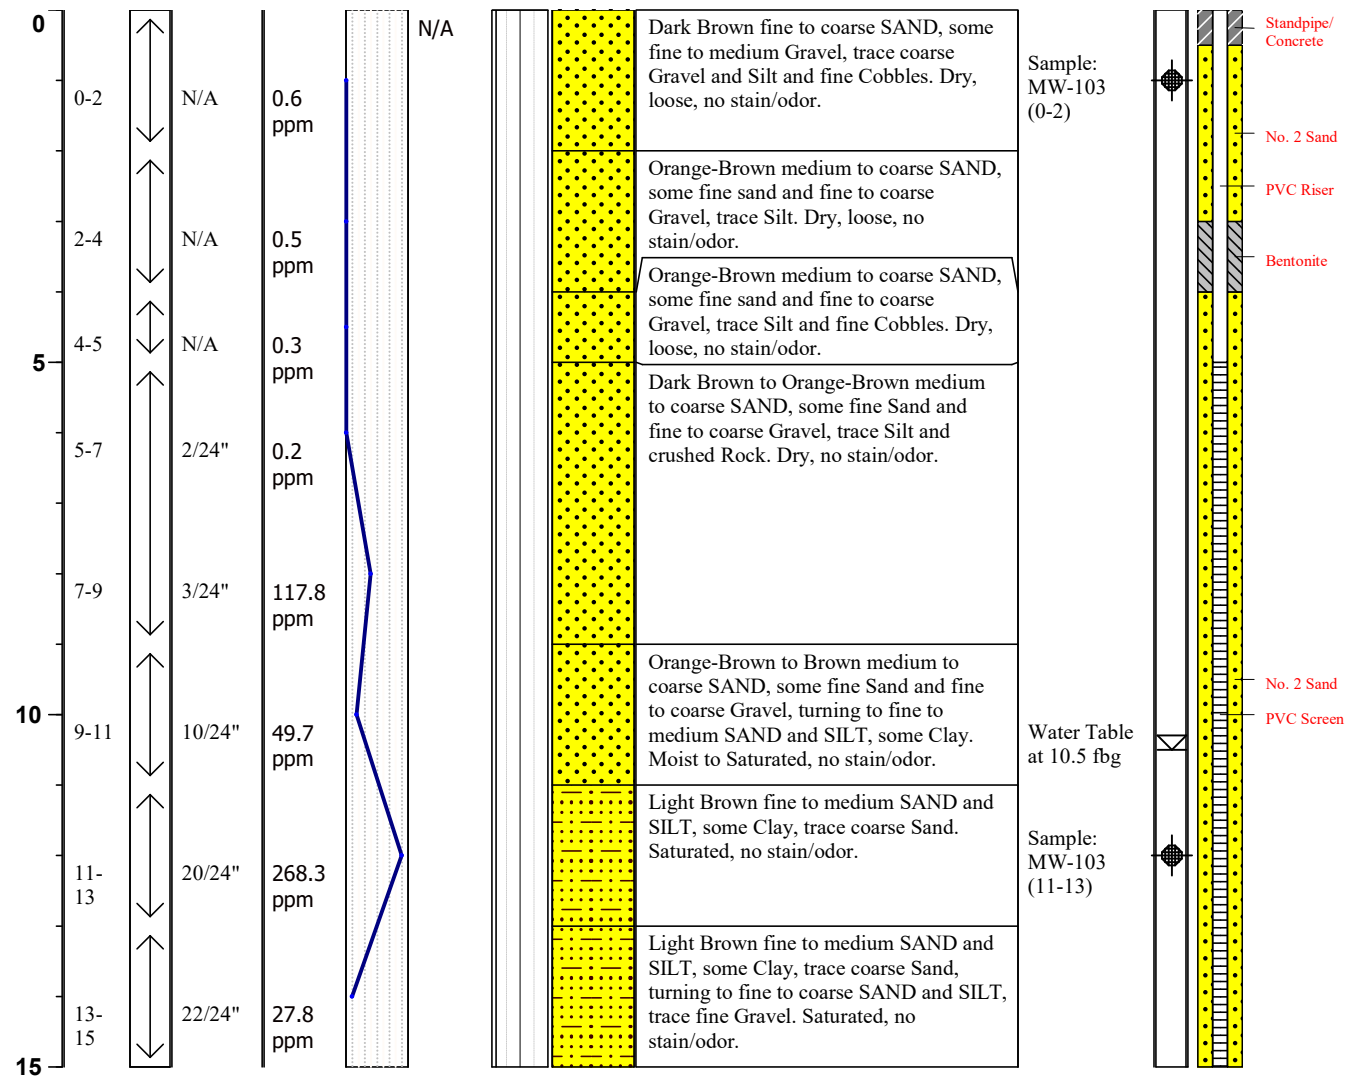 0
N/A
Dark Brown fine to coarse SAND, some
fine to medium Gravel, trace coarse
Gravel and Silt and fine Cobbles. Dry,
loose, no stain/odor.
Sample:
MW-103
(0-2)
Standpipe/
Concrete
0-2
N/A
0.6
ppm
No. 2 Sand
Orange-Brown medium to coarse SAND,
some fine sand and fine to coarse
Gravel, trace Silt. Dry, loose, no
stain/odor.
PVC Riser
2-4
N/A
0.5
ppm
Bentonite
Orange-Brown medium to coarse SAND,
some fine sand and fine to coarse
Gravel, trace Silt and fine Cobbles. Dry,
loose, no stain/odor.
4-5
N/A
0.3
ppm
5
Dark Brown to Orange-Brown medium
to coarse SAND, some fine Sand and
fine to coarse Gravel, trace Silt and
crushed Rock. Dry, no stain/odor.
5-7
2/24"
0.2
ppm
7-9
3/24"
117.8
ppm
Orange-Brown to Brown medium to
coarse SAND, some fine Sand and fine
to coarse Gravel, turning to fine to
medium SAND and SILT, some Clay.
Moist to Saturated, no stain/odor.
No. 2 Sand
PVC Screen
10
9-11
10/24"
49.7
ppm
Water Table
at 10.5 fbg
Light Brown fine to medium SAND and
SILT, some Clay, trace coarse Sand.
Saturated, no stain/odor.
Sample:
MW-103
(11-13)
11-
13
20/24"
268.3
ppm
Light Brown fine to medium SAND and
SILT, some Clay, trace coarse Sand,
turning to fine to coarse SAND and SILT,
trace fine Gravel. Saturated, no
stain/odor.
13-
15
22/24"
27.8
ppm
15